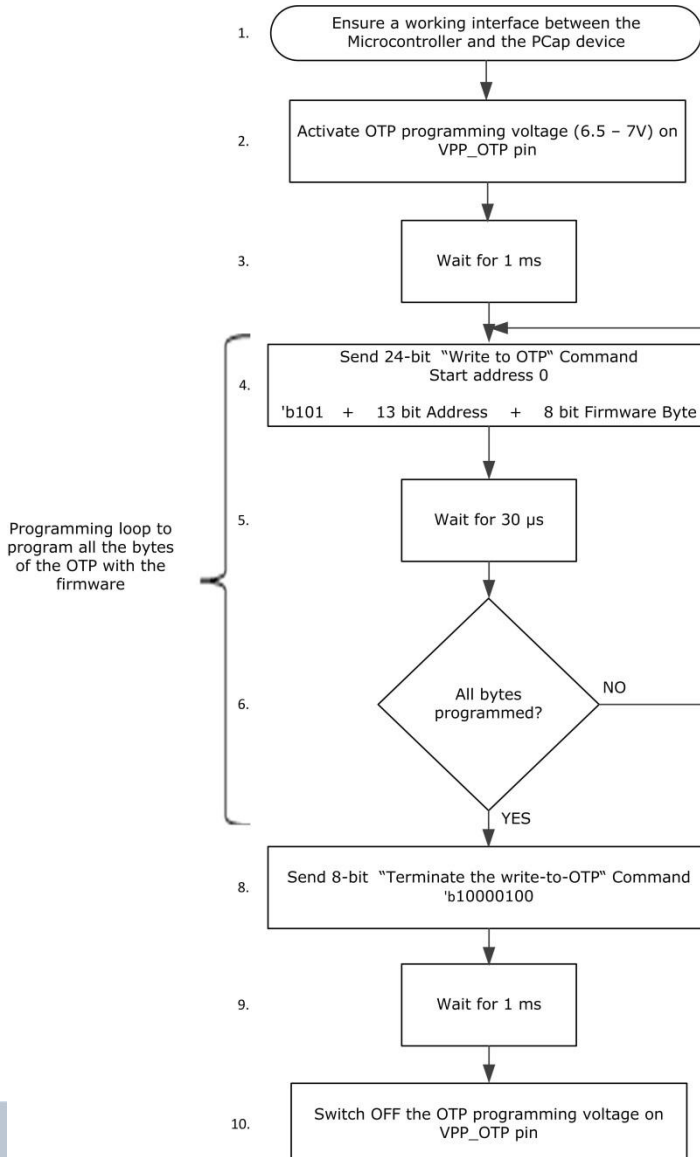 1.
Ensure a working interface between the
Microcontroller and the PCap device
2.
Activate OTP programming voltage (6.5 – 7V) on
VPP_OTP pin
3.
Wait for 1 ms
4.
Send 24-bit “Write to OTP“ Command
Start address 0
'b101 + 13 bit Address + 8 bit Firmware Byte
Programming loop to
program all the bytes
of the OTP with the
firmware
5.
Wait for 30 µs
6.
All bytes
programmed?
NO
YES
8.
Send 8-bit “Terminate the write-to-OTP“ Command
'b10000100
9.
Wait for 1 ms
10.
Switch OFF the OTP programming voltage on
VPP_OTP pin